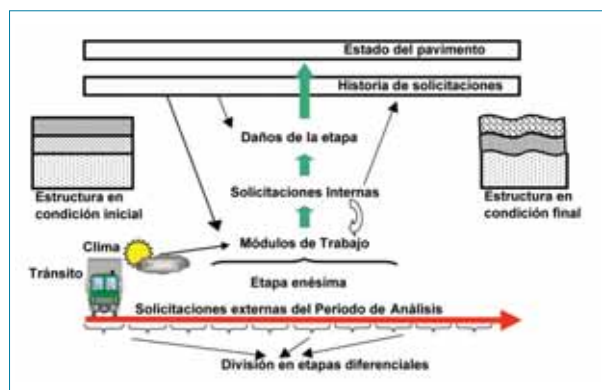 Estado del pavimento
Historia de solicitaciones
Daños de la etapa
Solicitaciones Internas
Estructura en
condición inicial
Estructura en
condición final
Clima
Módulos de Trabajo
Tránsito
Etapa enésima
Solicitaciones externas del Periodo de Análisis
División en etapas diferenciales